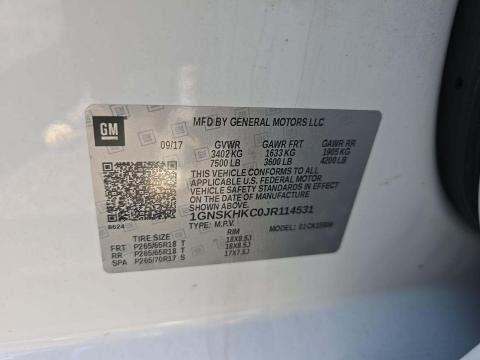 GM
MFD BY GENERAL MOTORS LLC
09/17 GVWR GAWR FRT GAWR RR
3402 KG 1633 KG 1905 KG
7500 LB 3600 LB 4200 LB
THIS VEHICLE CONFORMS TO ALL
APPLICABLE U.S. FEDERAL MOTOR
VEHICLE SAFETY STANDARDS IN
EFFECT ON THE DATE OF
MANUFACTURE SHOWN ABOVE.
1GNSKHKC0JR114531
TYPE: M.P.V. MODEL:
TIRE SIZE RIM
FRT P265/65R18 T 18X8.5J
RR P265/65R18 T 18X8.5J
SPA P265/70R17 S 17X7.5J